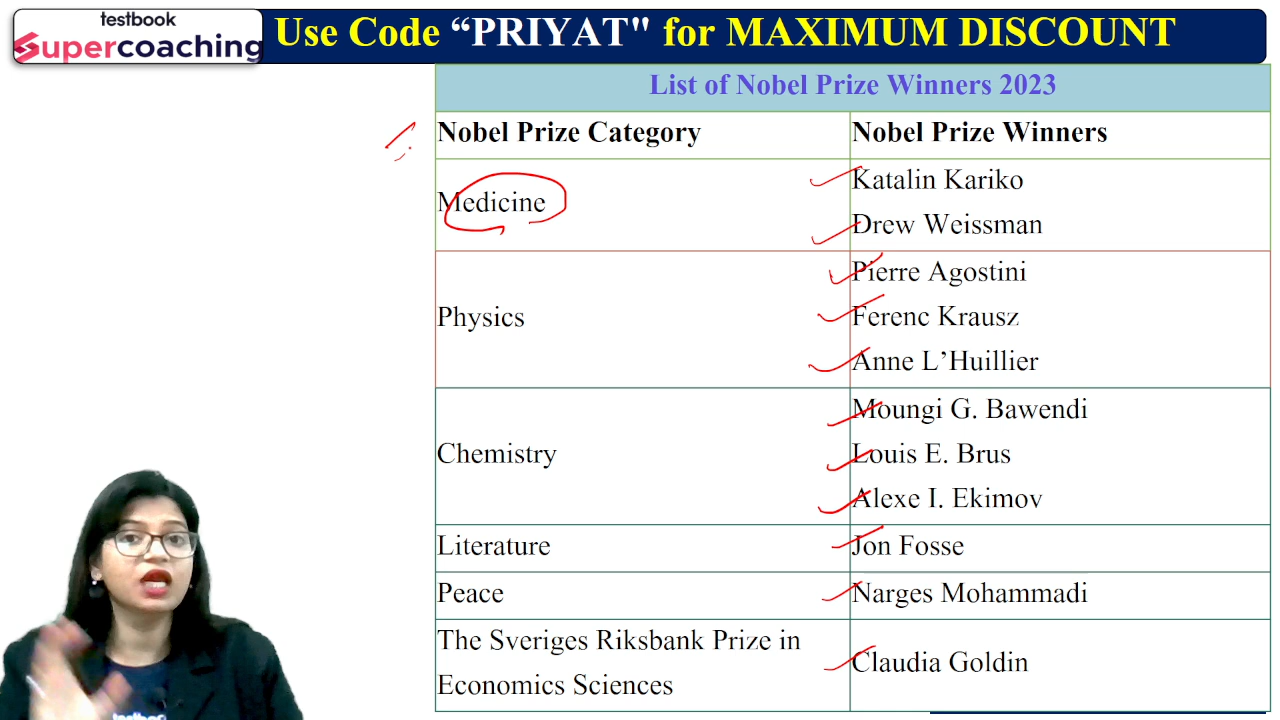 testbook
Supercoaching
Use Code “PRIYAT" for MAXIMUM DISCOUNT
List of Nobel Prize Winners 2023
Nobel Prize Category
Nobel Prize Winners
Medicine
Katalin Kariko
Drew Weissman
Physics
Pierre Agostini
Ferenc Krausz
Anne L’Huillier
Chemistry
Moungi G. Bawendi
Louis E. Brus
Alexe I. Ekimov
Literature
Jon Fosse
Peace
Narges Mohammadi
The Sveriges Riksbank Prize in
Economics Sciences
Claudia Goldin